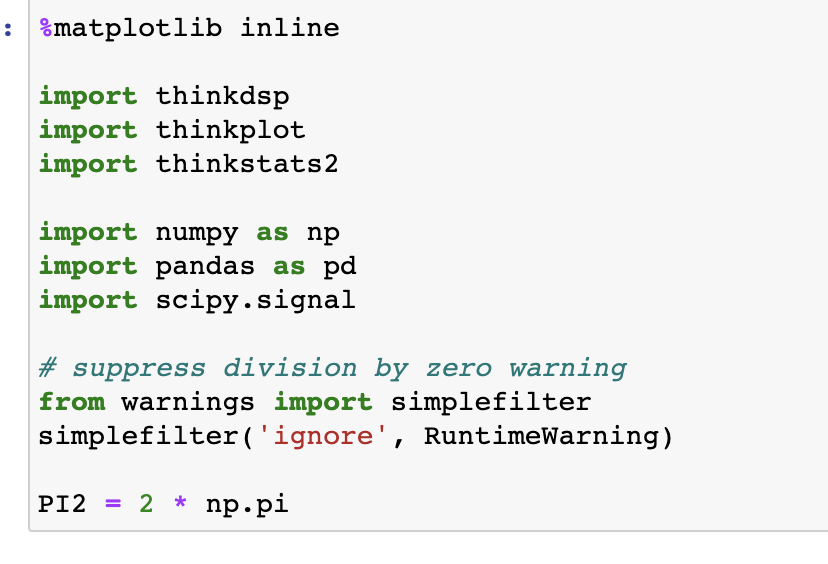 :
%matplotlib inline
import thinkdsp
import thinkplot
import thinkstats2
import numpy as np
import pandas as pd
import scipy.signal
# suppress division by zero warning
from warnings import simplefilter
simplefilter('ignore', RuntimeWarning)
PI2 = 2 * np.pi